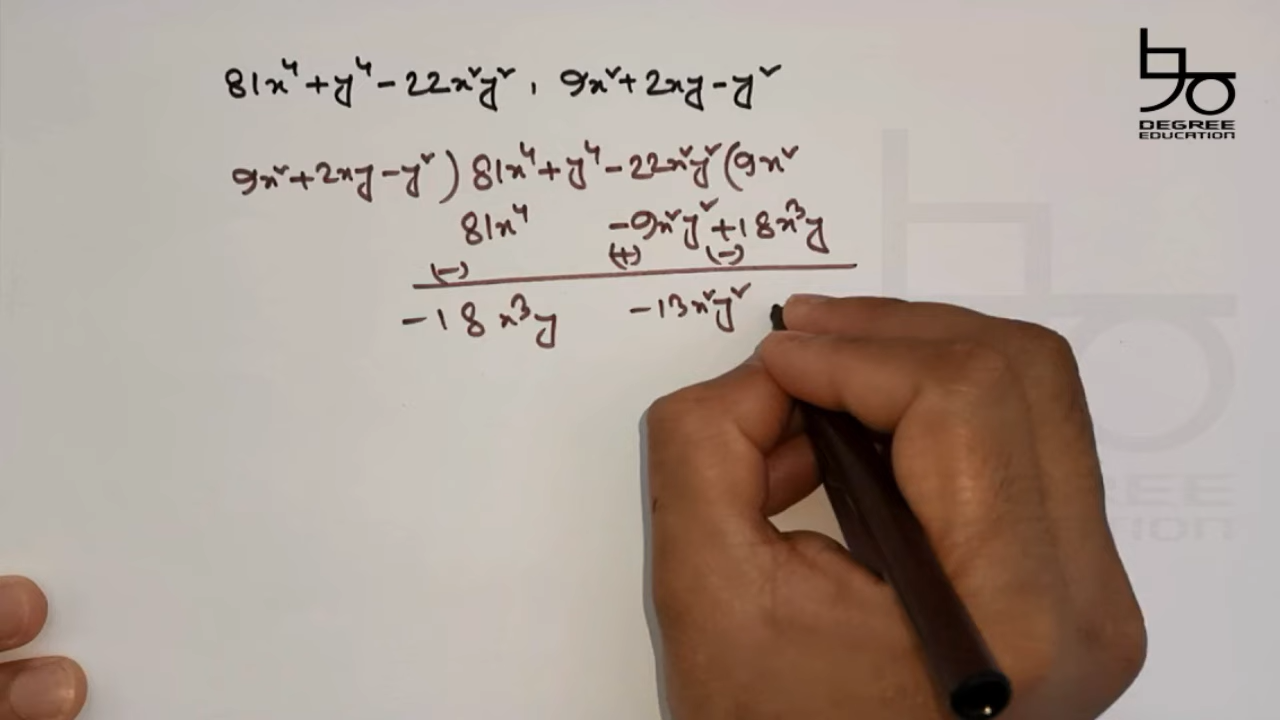 81x⁴ + y⁴ - 22x²y² , 9x² + 2xy - y²
9x² + 2xy - y² ) 81x⁴ + y⁴ - 22x²y² ( 9x²
81x⁴ - 9x²y² + 18x³y
(-) (+) (-)
-18x³y - 13x²y²
DEGREE
EDUCATION